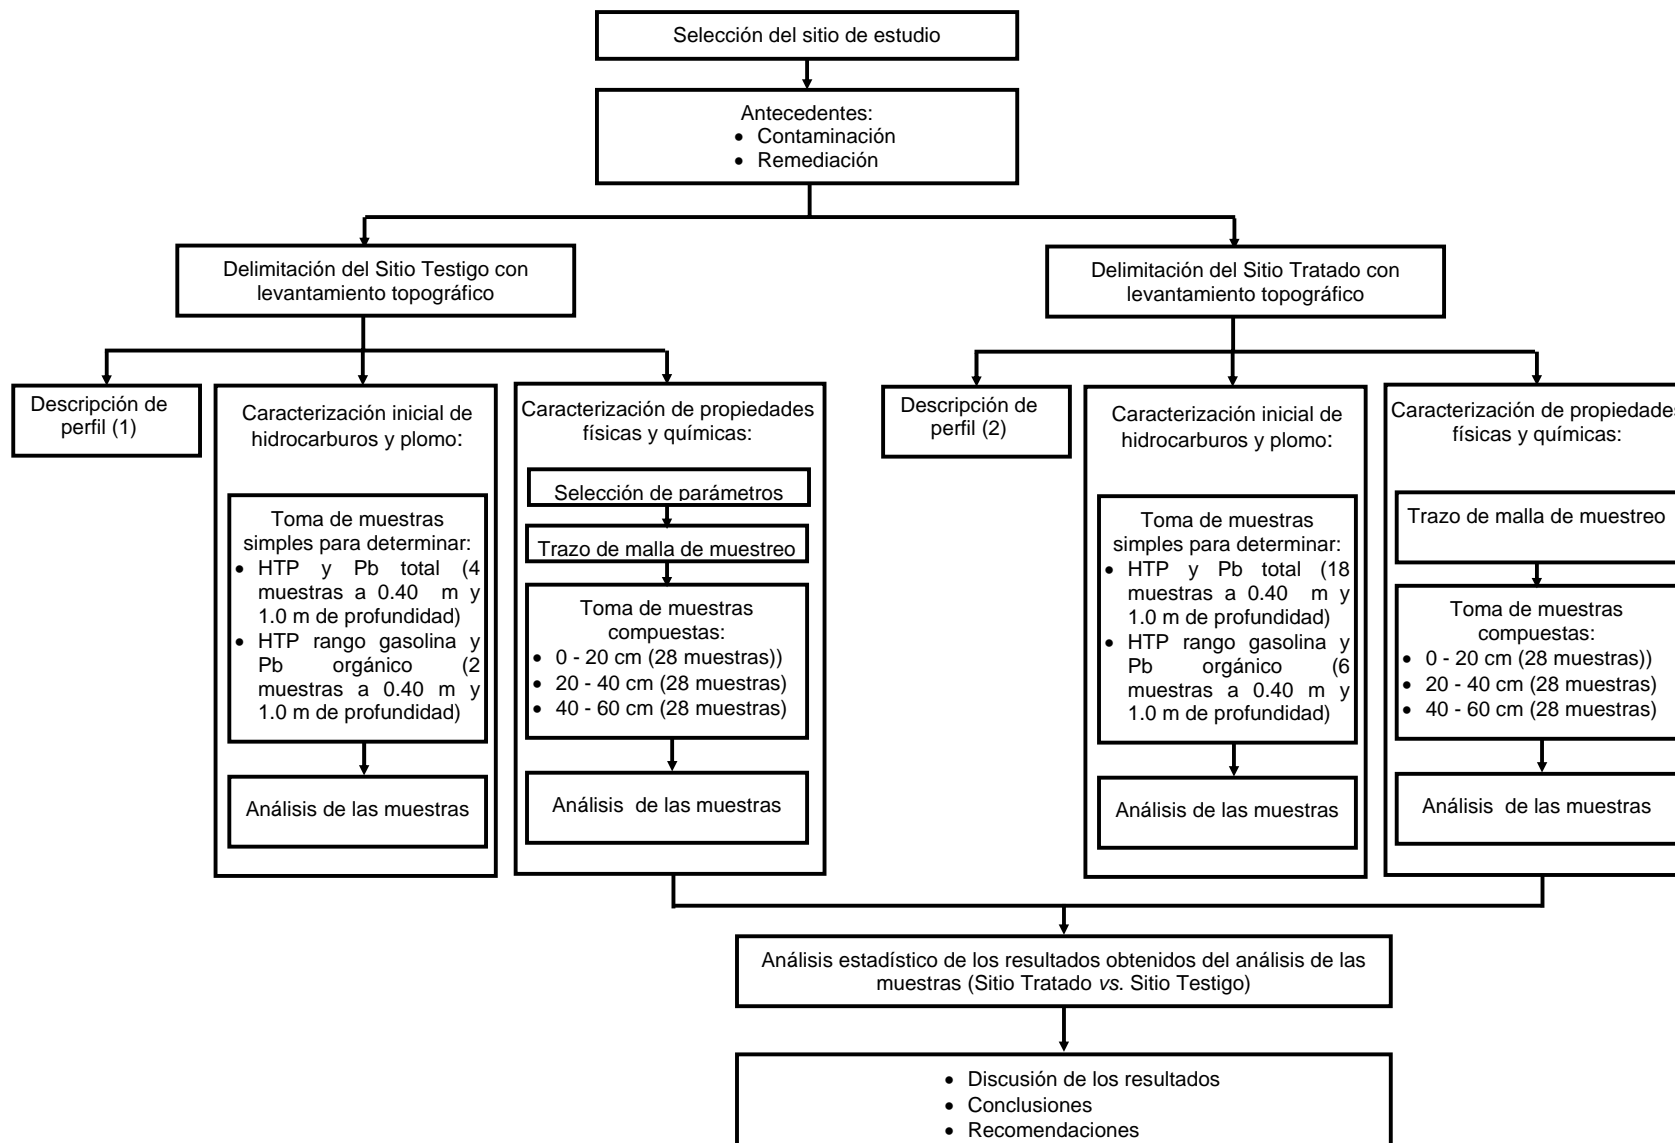 Selección del sitio de estudio
Antecedentes:
• Contaminación
• Remediación
Delimitación del Sitio Testigo con
levantamiento topográfico
Delimitación del Sitio Tratado con
levantamiento topográfico
Descripción de
perfil (1)
Caracterización inicial de
hidrocarburos y plomo:
Toma de muestras
simples para determinar:
• HTP y Pb total (4
muestras a 0.40 m y
1.0 m de profundidad)
• HTP rango gasolina y
Pb orgánico (2
muestras a 0.40 m y
1.0 m de profundidad)
Análisis de las muestras
Caracterización de propiedades
físicas y químicas:
Selección de parámetros
Trazo de malla de muestreo
Toma de muestras
compuestas:
• 0 - 20 cm (28 muestras))
• 20 - 40 cm (28 muestras)
• 40 - 60 cm (28 muestras)
Análisis de las muestras
Descripción de
perfil (2)
Caracterización inicial de
hidrocarburos y plomo:
Toma de muestras
simples para determinar:
• HTP y Pb total (18
muestras a 0.40 m y
1.0 m de profundidad)
• HTP rango gasolina y
Pb orgánico (6
muestras a 0.40 m y
1.0 m de profundidad)
Análisis de las muestras
Caracterización de propiedades
físicas y químicas:
Trazo de malla de muestreo
Toma de muestras
compuestas:
• 0 - 20 cm (28 muestras))
• 20 - 40 cm (28 muestras)
• 40 - 60 cm (28 muestras)
Análisis de las muestras
Análisis estadístico de los resultados obtenidos del análisis de las
muestras (Sitio Tratado vs. Sitio Testigo)
• Discusión de los resultados
• Conclusiones
• Recomendaciones